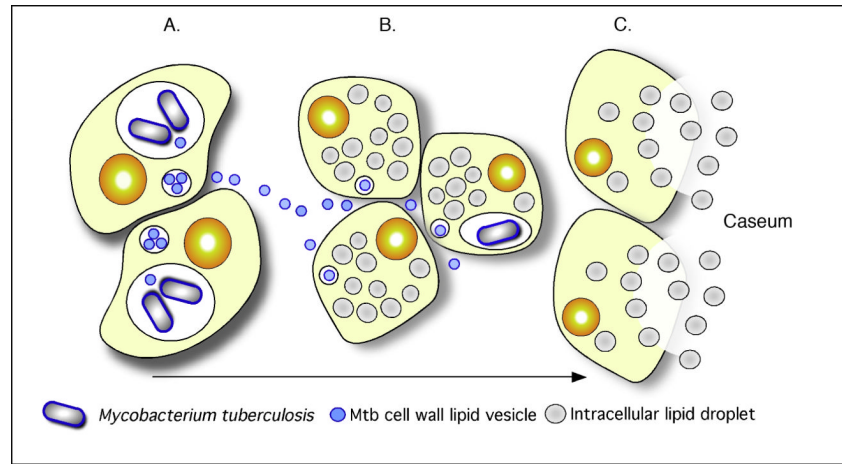 A.
B.
C.
Caseum
Mycobacterium tuberculosis
Mtb cell wall lipid vesicle
Intracellular lipid droplet